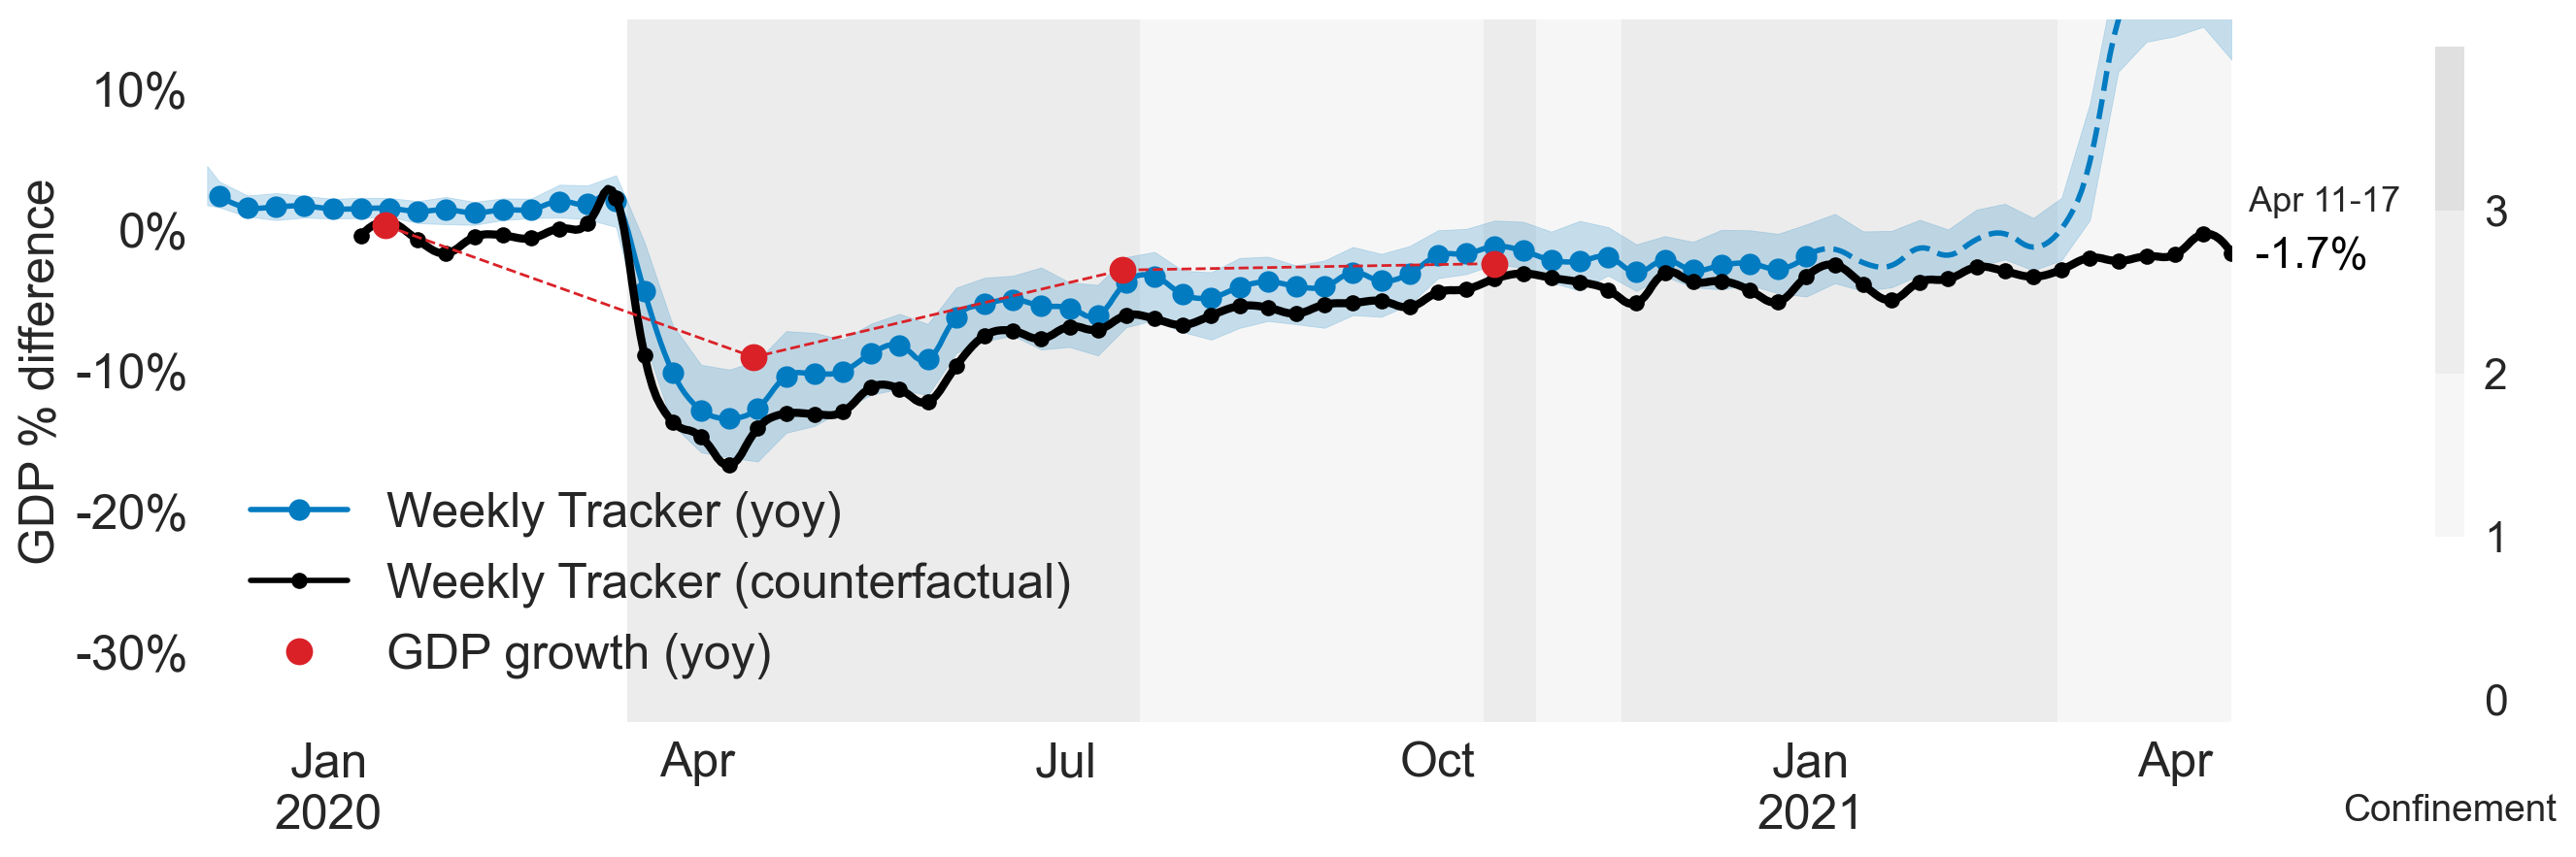 GDP % difference
10%
0%
-10%
-20%
-30%
Weekly Tracker (yoy)
Weekly Tracker (counterfactual)
GDP growth (yoy)
Apr 11-17
-1.7%
3
2
1
0
Jan
2020
Apr
Jul
Oct
Jan
2021
Apr
Confinement